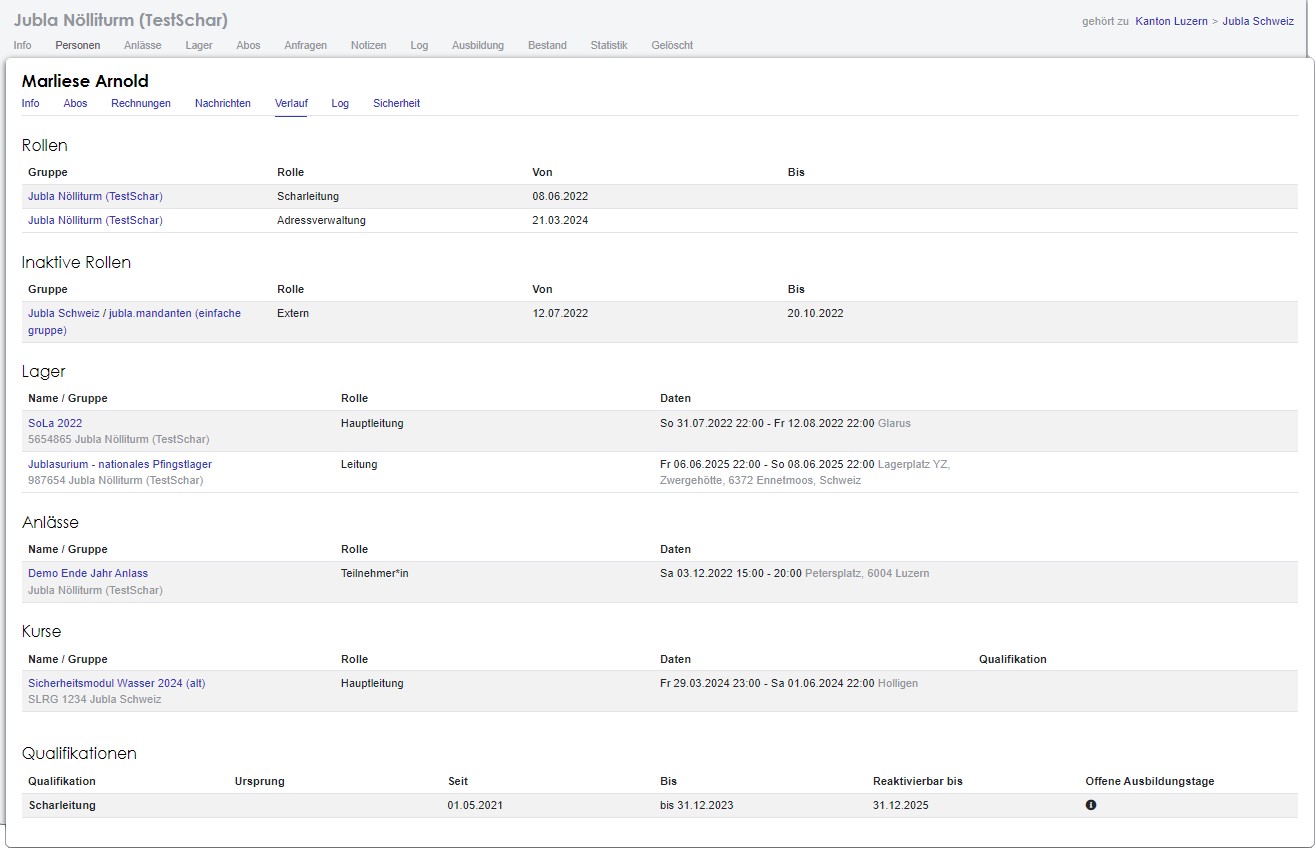 Jubla Nölliturm (TestSchar)
gehört zu Kanton Luzern > Jubla Schweiz
Info Personen Anlässe Lager Abos Anfragen Notizen Log Ausbildung Bestand Statistik Gelöscht
Marliese Arnold
Info Abos Rechnungen Nachrichten Verlauf Log Sicherheit
Rollen
Gruppe Rolle Von Bis
Jubla Nölliturm (TestSchar) Scharleitung 08.06.2022
Jubla Nölliturm (TestSchar) Adressverwaltung 21.03.2024
Inaktive Rollen
Gruppe Rolle Von Bis
Jubla Schweiz / jubla.mandanten (einfache Extern 12.07.2022 20.10.2022
gruppe)
Lager
Name / Gruppe Rolle Daten
SoLa 2022 Hauptleitung So 31.07.2022 22:00 - Fr 12.08.2022 22:00 Glarus
5654865 Jubla Nölliturm (TestSchar)
Jublasurium - nationales Pfingstlager Leitung Fr 06.06.2025 22:00 - So 08.06.2025 22:00 Lagerplatz YZ,
987654 Jubla Nölliturm (TestSchar) Zwergehötte, 6372 Ennetmoos, Schweiz
Anlässe
Name / Gruppe Rolle Daten
Demo Ende Jahr Anlass Teilnehmer*in Sa 03.12.2022 15:00 - 20:00 Petersplatz, 6004 Luzern
Jubla Nölliturm (TestSchar)
Kurse
Name / Gruppe Rolle Daten Qualifikation
Sicherheitsmodul Wasser 2024 (alt) Hauptleitung Fr 29.03.2024 23:00 - Sa 01.06.2024 22:00 Holligen
SLRG 1234 Jubla Schweiz
Qualifikationen
Qualifikation Ursprung Seit Bis Reaktivierbar bis Offene Ausbildungstage
Scharleitung 01.05.2021 bis 31.12.2023 31.12.2025